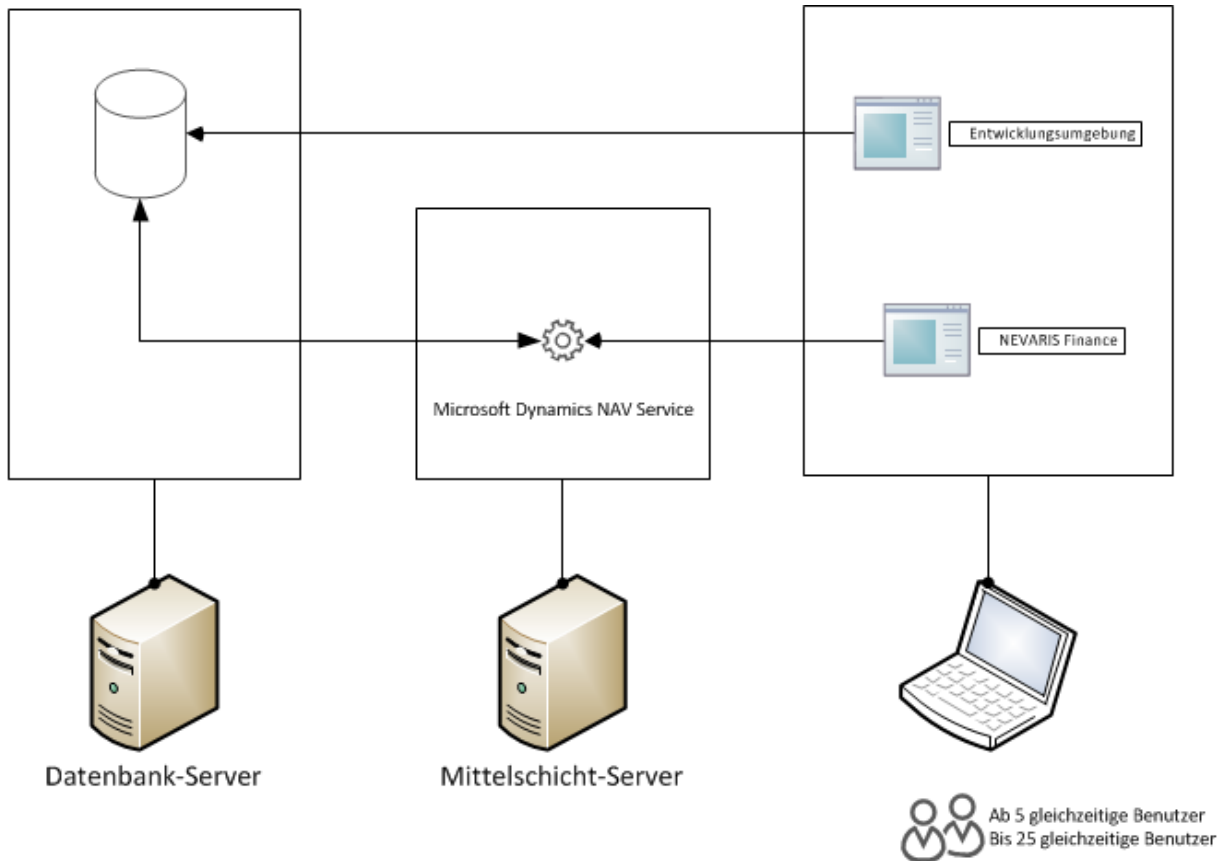 Entwicklungsumgebung
NEVARIS Finance
Microsoft Dynamics NAV Service
Datenbank-Server
Mittelschicht-Server
Ab 5 gleichzeitige Benutzer
Bis 25 gleichzeitige Benutzer